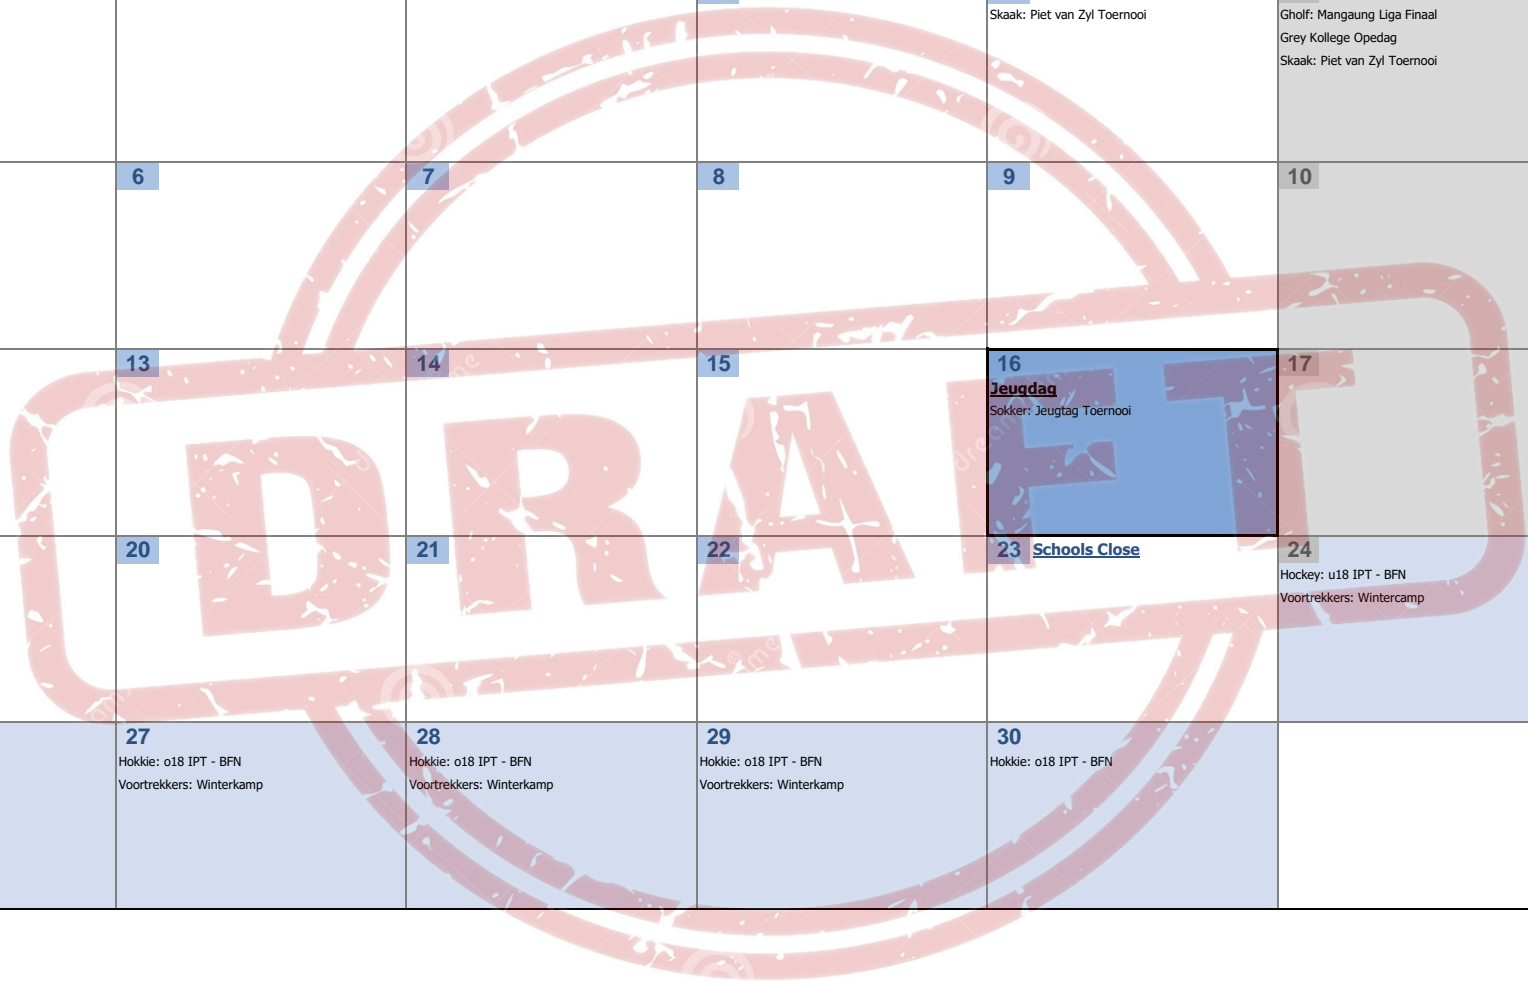 Skaak: Piet van Zyl Toernooi
Gholf: Mangaung Liga Finaal
Grey Kollege Opedag
Skaak: Piet van Zyl Toernooi
6
7
8
9
10
13
14
15
16
17
Jeugdag
Sokker: Jeugtag Toernooi
DRAFT
20
21
22
23 Schools Close
24
Hockey: u18 IPT - BFN
Voortrekkers: Wintercamp
27
28
29
30
Hokkie: o18 IPT - BFN
Hokkie: o18 IPT - BFN
Hokkie: o18 IPT - BFN
Hokkie: o18 IPT - BFN
Voortrekkers: Winterkamp
Voortrekkers: Winterkamp
Voortrekkers: Winterkamp